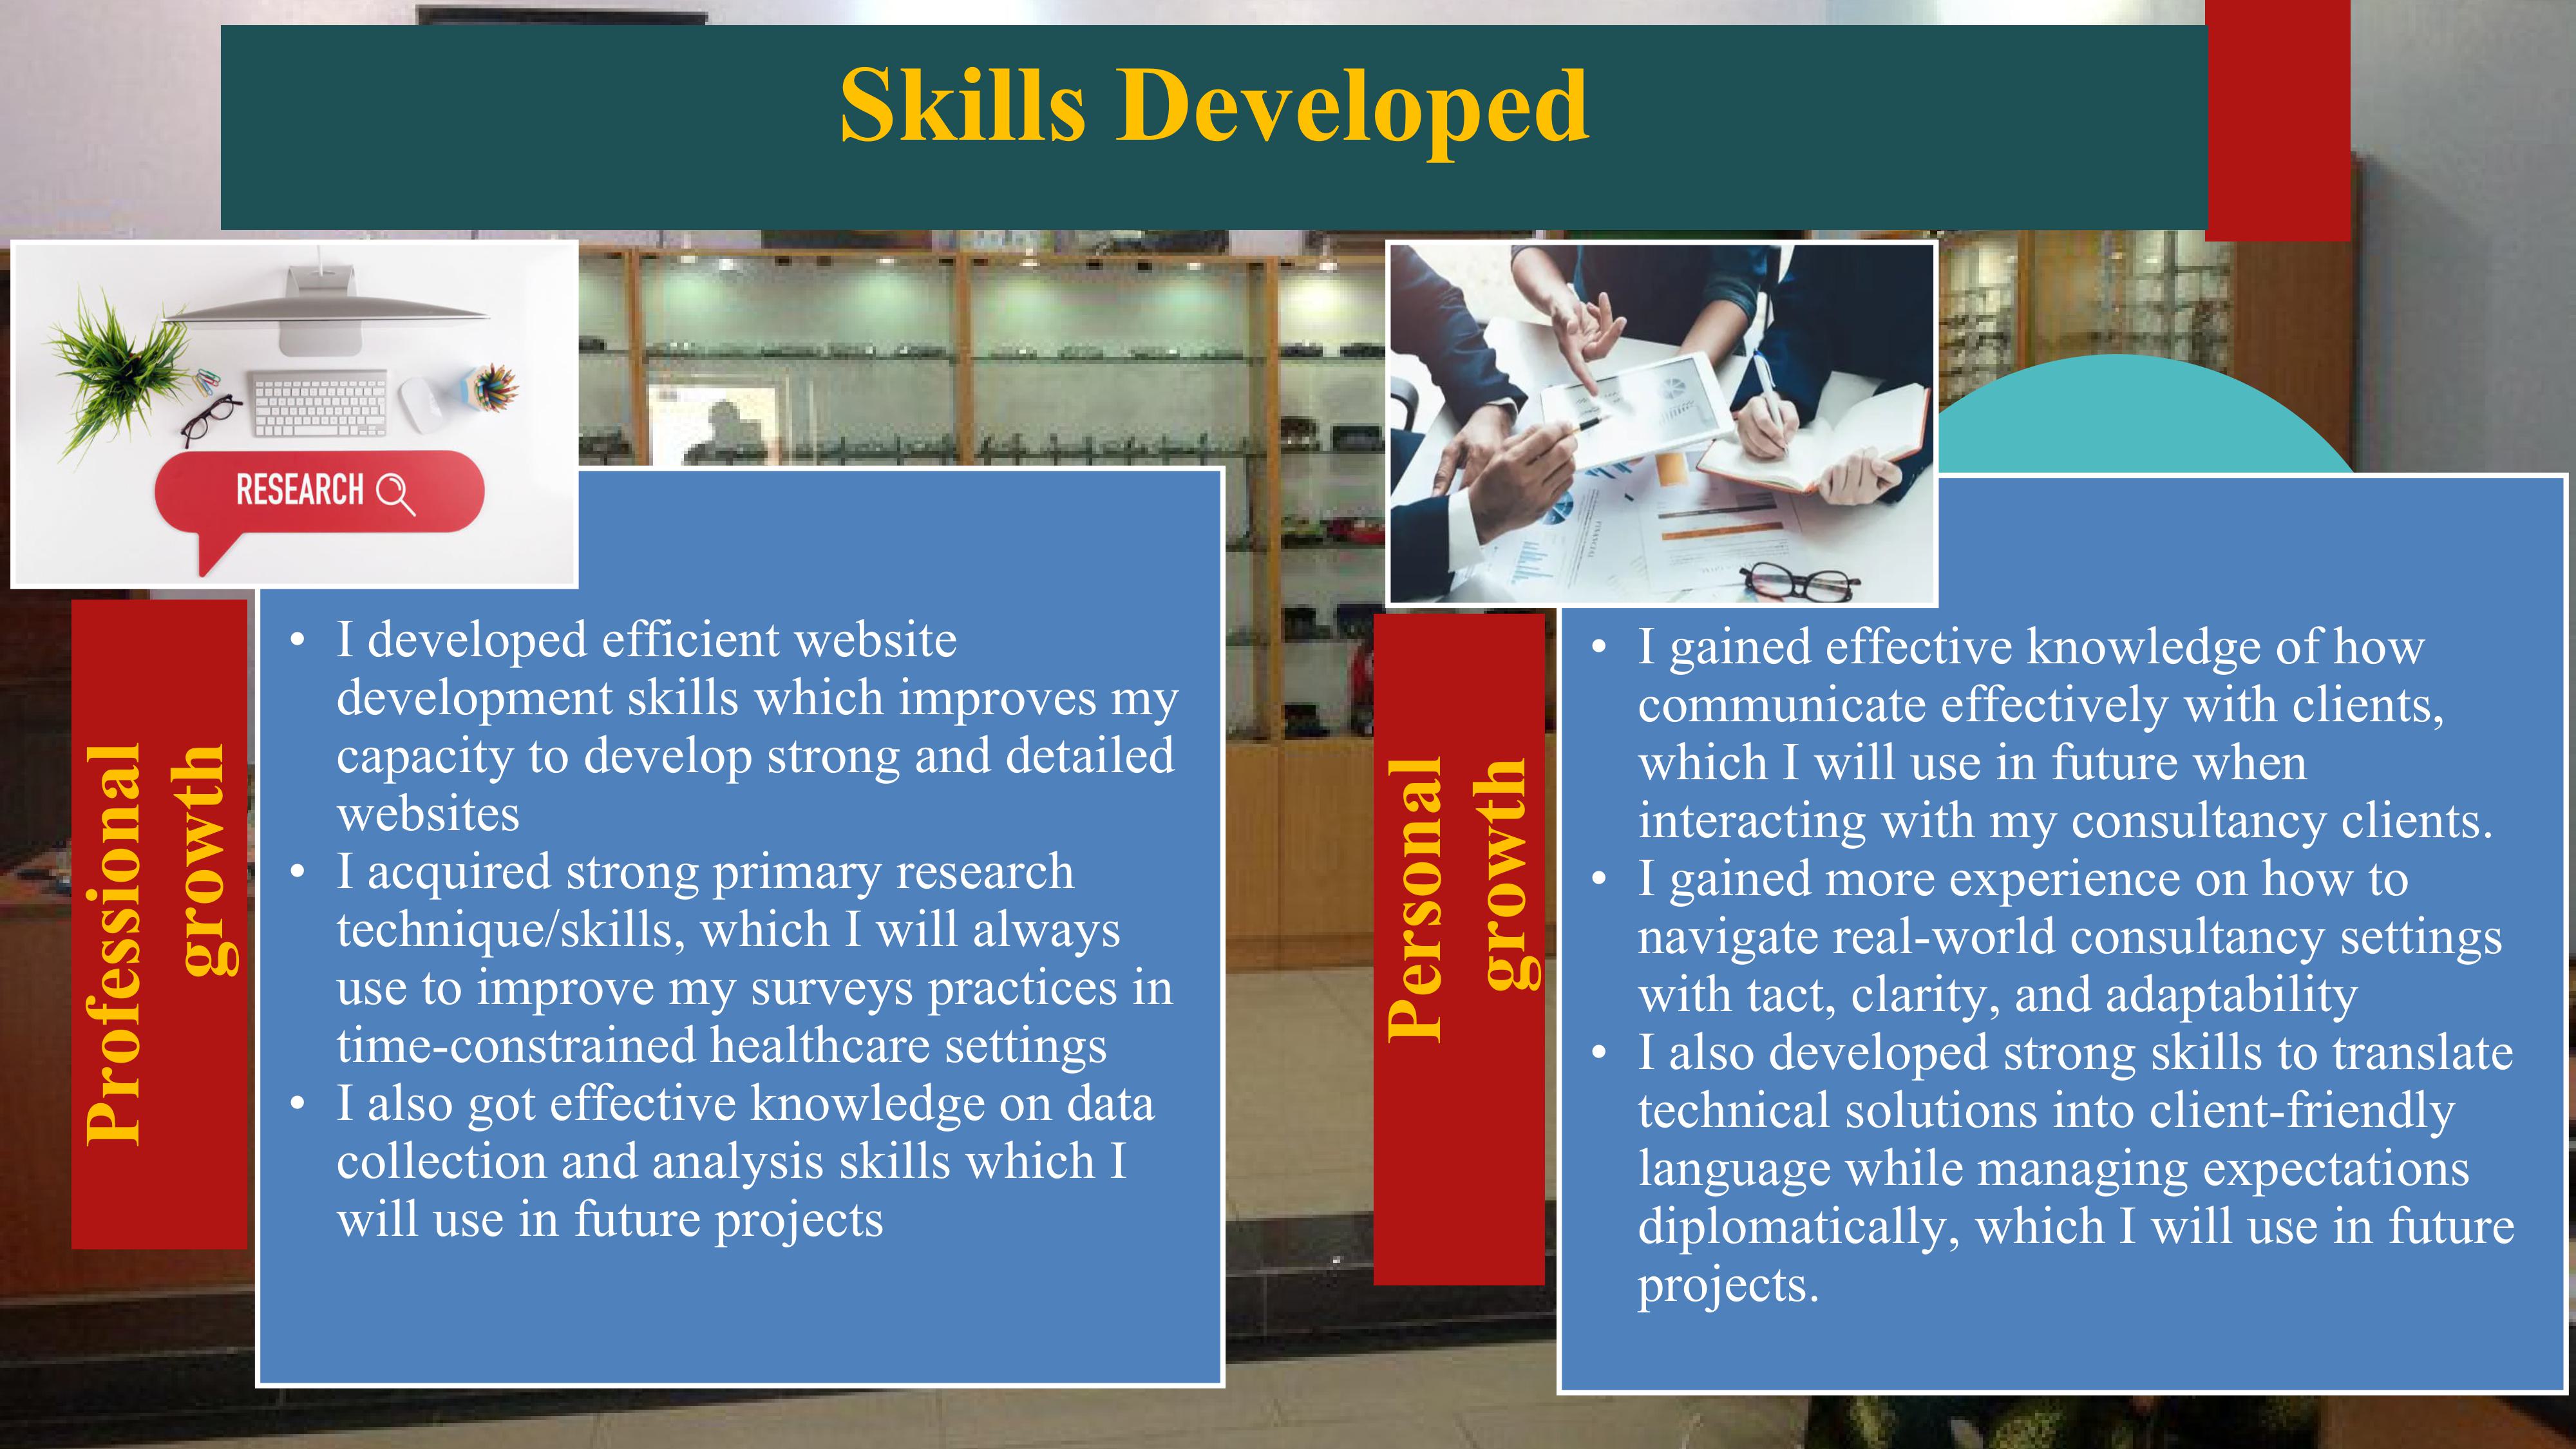 Skills Developed
RESEARCH
Professional
growth
• I developed efficient website
development skills which improves my
capacity to develop strong and detailed
websites
• I acquired strong primary research
technique/skills, which I will always
use to improve my surveys practices in
time-constrained healthcare settings
• I also got effective knowledge on data
collection and analysis skills which I
will use in future projects
Personal
growth
• I gained effective knowledge of how
communicate effectively with clients,
which I will use in future when
interacting with my consultancy clients.
• I gained more experience on how to
navigate real-world consultancy settings
with tact, clarity, and adaptability
• I also developed strong skills to translate
technical solutions into client-friendly
language while managing expectations
diplomatically, which I will use in future
projects.